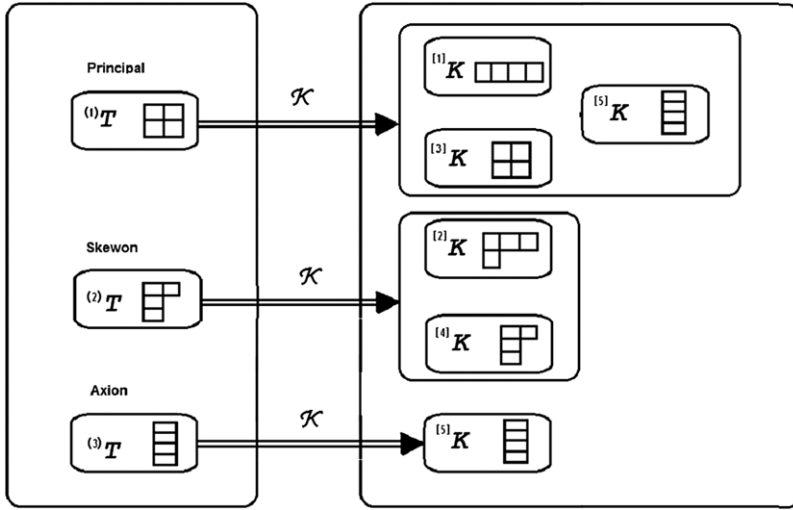 Principal
(1)T
𝒦
[1]K
[3]K
[5]K
Skewon
(2)T
𝒦
[2]K
[4]K
Axion
(3)T
𝒦
[5]K